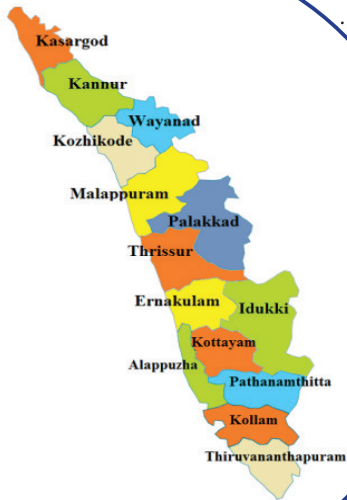 Kasargod
Kannur
Wayanad
Kozhikode
Malappuram
Palakkad
Thrissur
Ernakulam
Idukki
Kottayam
Alappuzha
Pathanamthitta
Kollam
Thiruvananthapuram